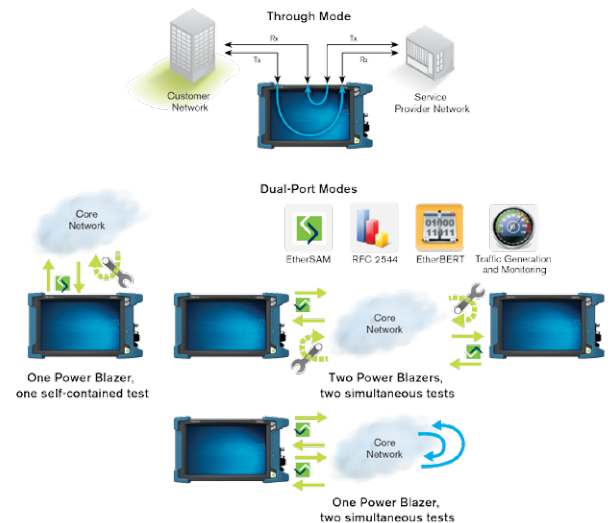 Through Mode
Rx
Tx
Tx
Rx
Customer
Network
Service
Provider Network
Dual-Port Modes
Core
Network
EtherSAM
RFC 2544
01000
11011
EtherBERT
Traffic Generation
and Monitoring
Core
Network
One Power Blazer,
one self-contained test
Two Power Blazers,
two simultaneous tests
Core
Network
One Power Blazer,
two simultaneous tests